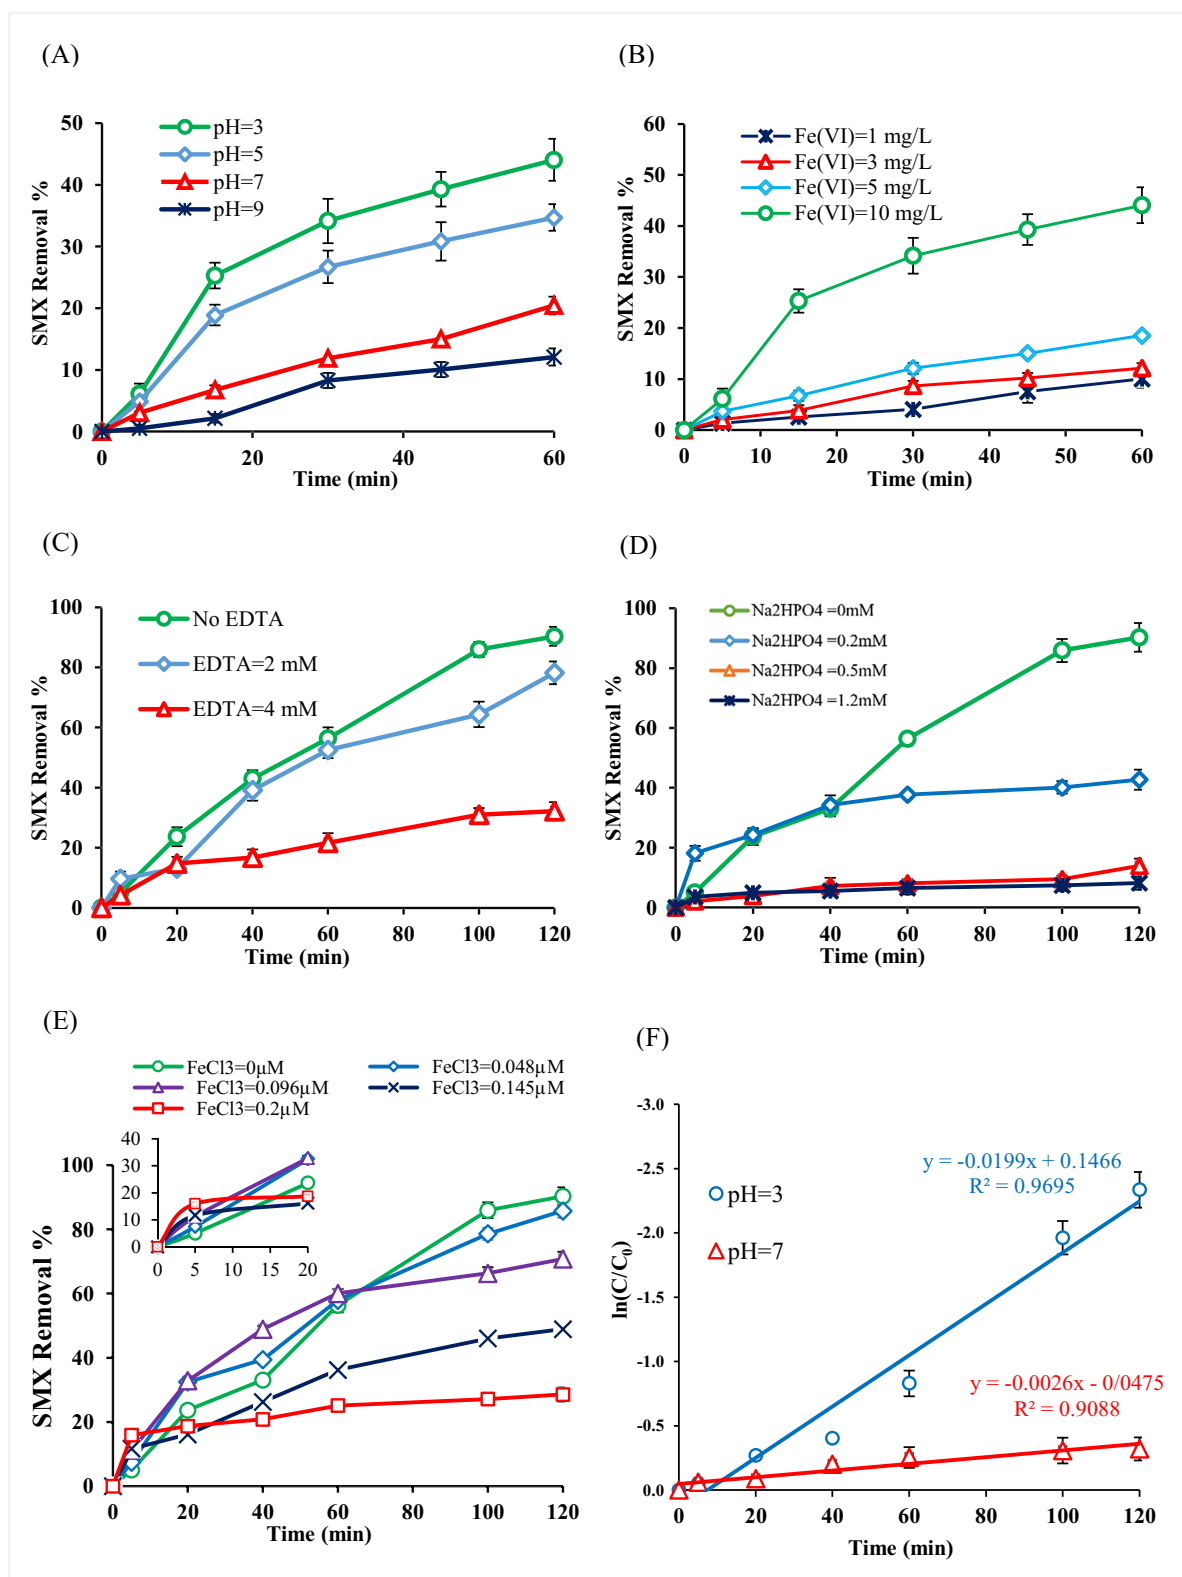 (A)
50
40
30
20
10
0
SMX Removal %
pH=3
pH=5
pH=7
pH=9
0 20 40 60
Time (min)
(B)
60
50
40
30
20
10
0
SMX Removal %
Fe(VI)=1 mg/L
Fe(VI)=3 mg/L
Fe(VI)=5 mg/L
Fe(VI)=10 mg/L
0 10 20 30 40 50 60
Time (min)
(C)
100
80
60
40
20
0
SMX Removal %
No EDTA
EDTA=2 mM
EDTA=4 mM
0 20 40 60 80 100 120
Time (min)
(D)
100
80
60
40
20
0
SMX Removal %
Na2HPO4 =0mM
Na2HPO4 =0.2mM
Na2HPO4 =0.5mM
Na2HPO4 =1.2mM
0 20 40 60 80 100 120
Time (min)
(E)
FeCl3=0µM FeCl3=0.048µM
FeCl3=0.096µM FeCl3=0.145µM
FeCl3=0.2µM
40
30
20
10
0
0 5 10 15 20
100
80
60
40
20
0
SMX Removal %
0 20 40 60 80 100 120
Time (min)
(F)
-3.0
-2.5
-2.0
-1.5
-1.0
-0.5
0.0
ln(C/C0)
y = -0.0199x + 0.1466
R² = 0.9695
pH=3
pH=7
y = -0.0026x - 0/0475
R² = 0.9088
0 20 40 60 80 100 120
Time (min)